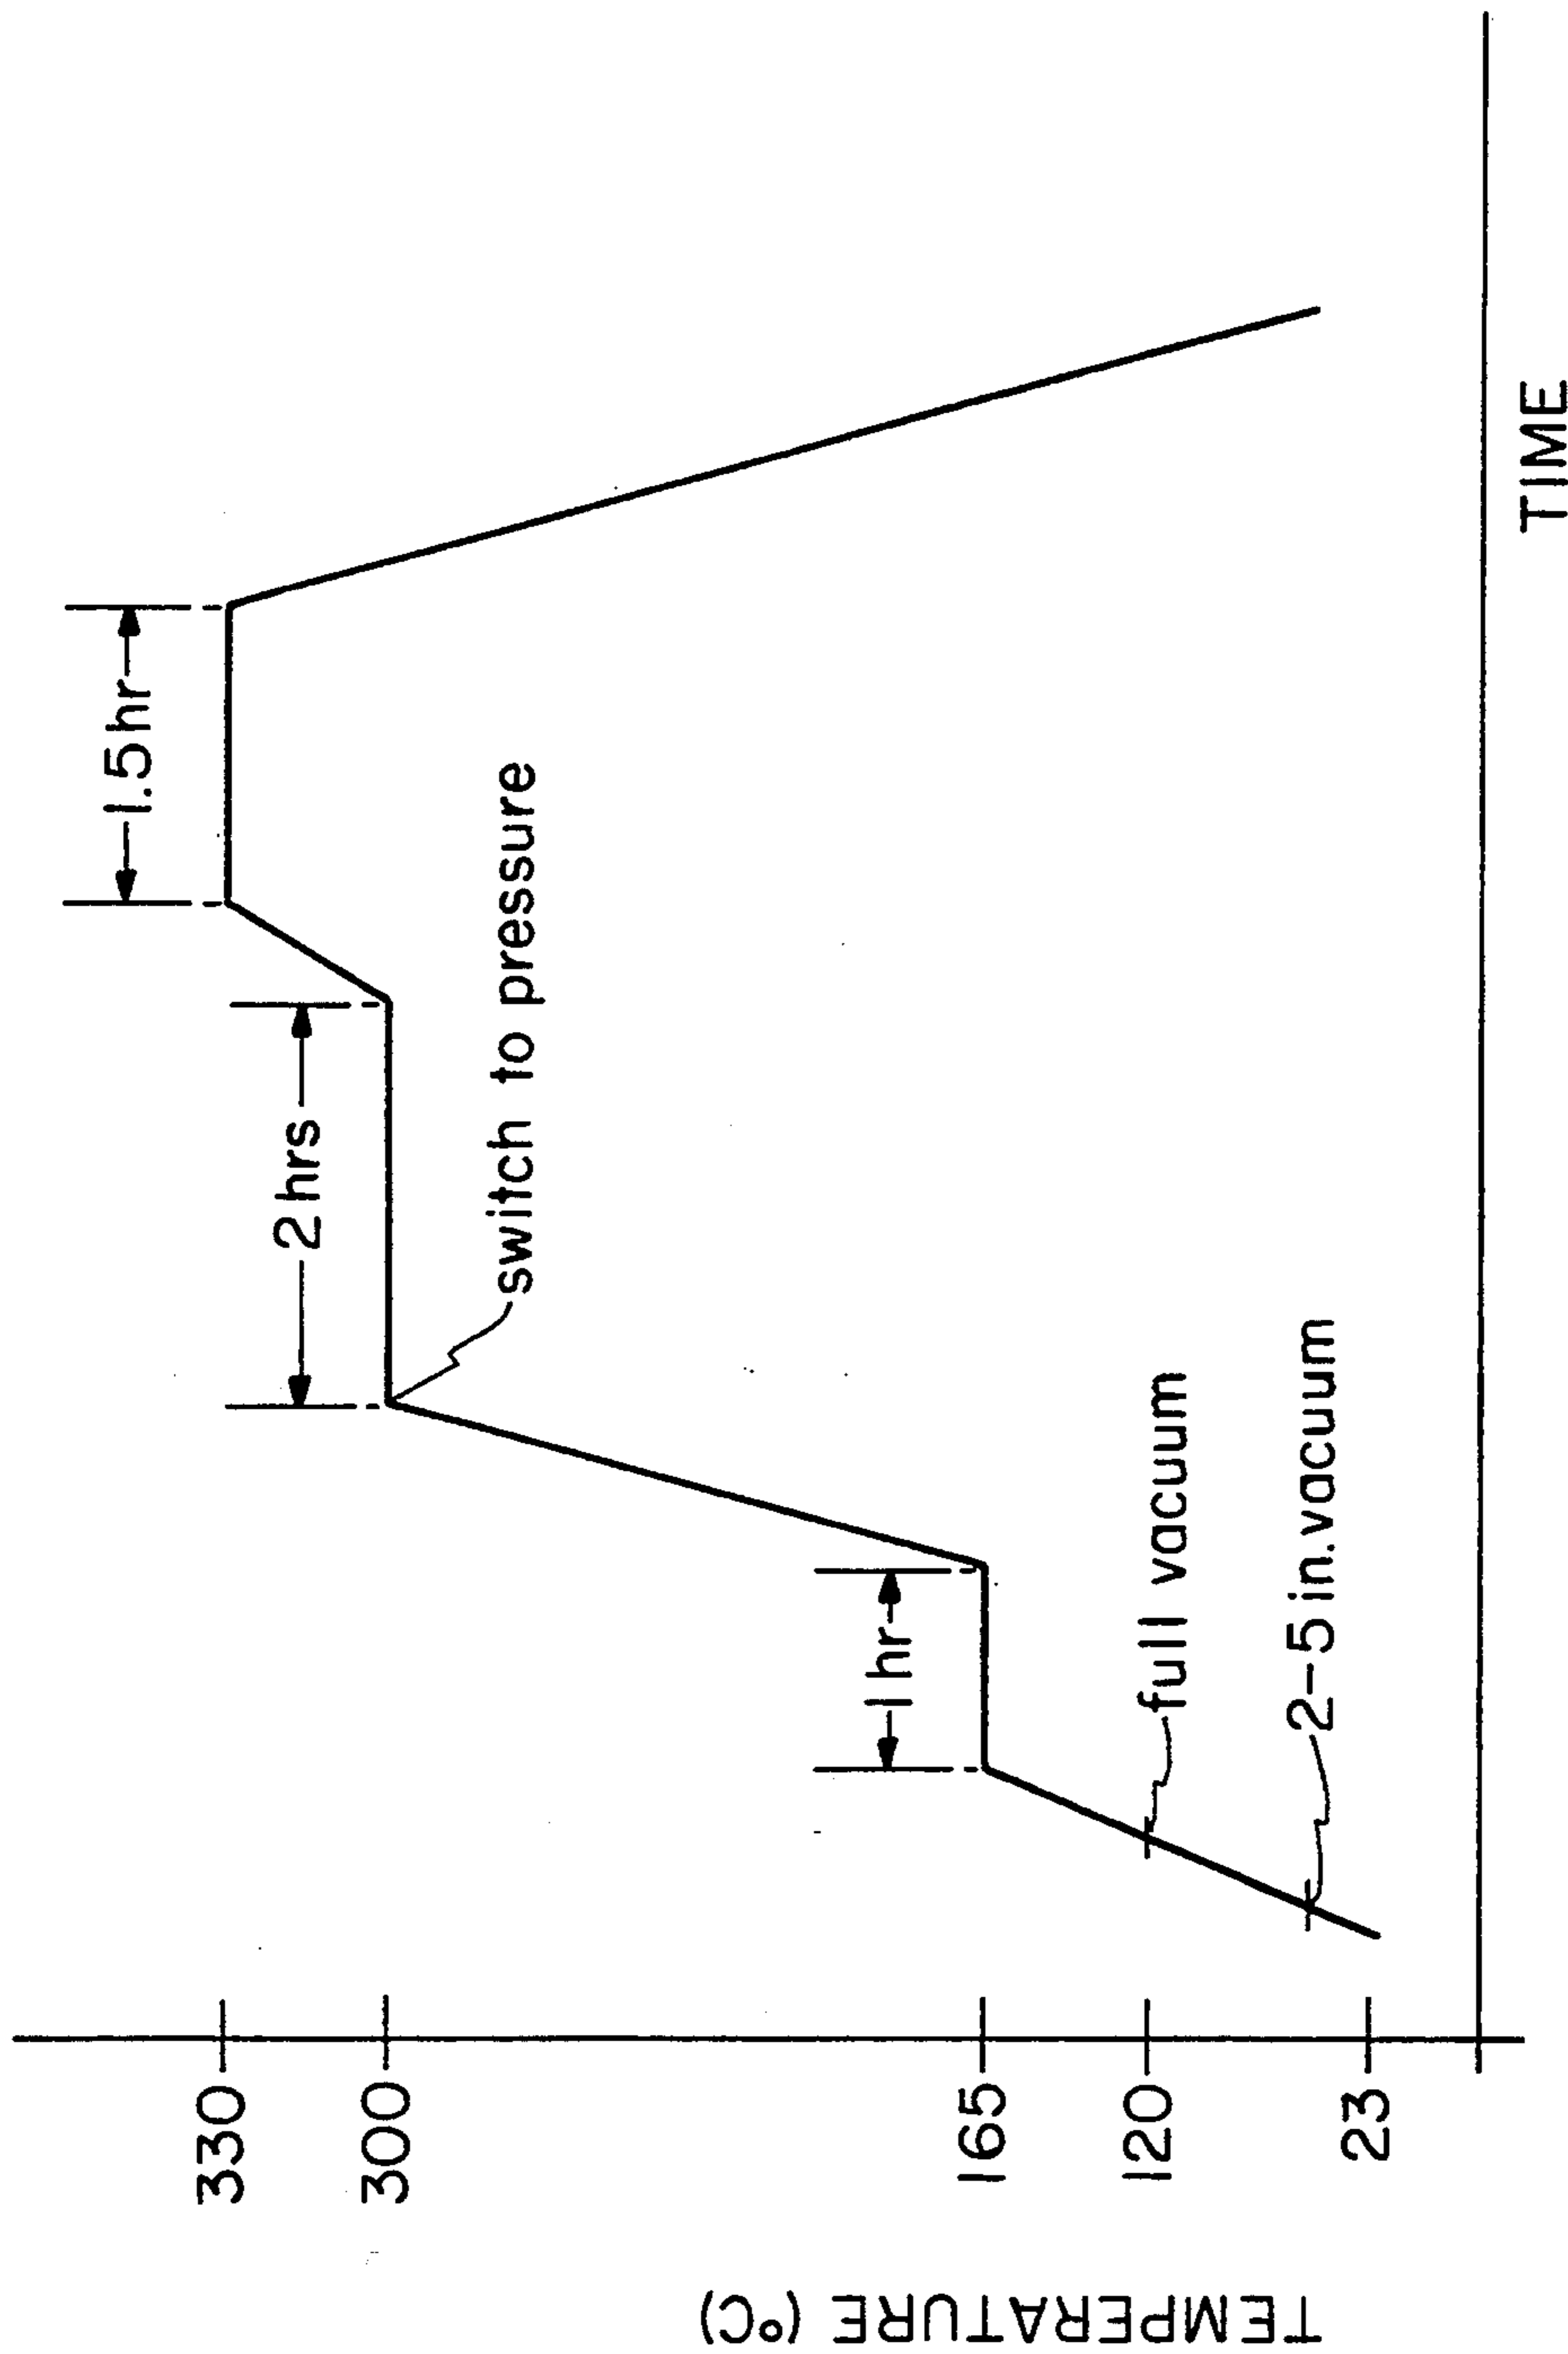 TEMPERATURE (°C)
330
300
165
120
23
1.5 hr
2 hrs
switch to pressure
1 hr
full vacuum
2-5 in. vacuum
TIME